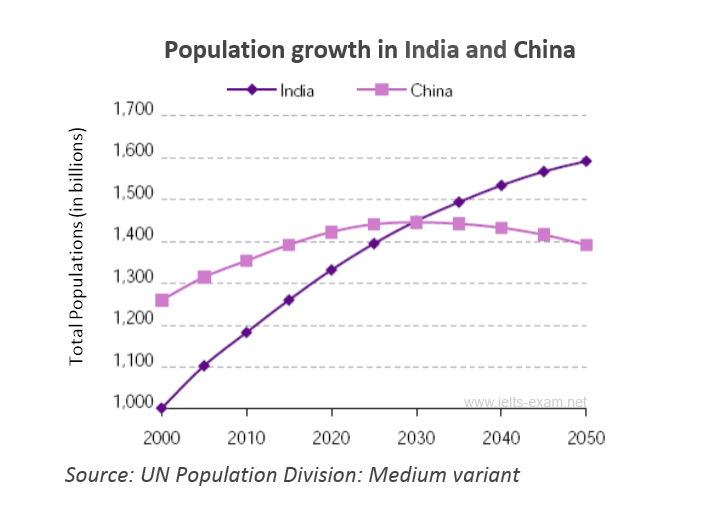 Population growth in India and China
India China
Total Populations (in billions)
1,700
1,600
1,500
1,400
1,300
1,200
1,100
1,000
www.ielts-exam.net
2000 2010 2020 2030 2040 2050
Source: UN Population Division: Medium variant